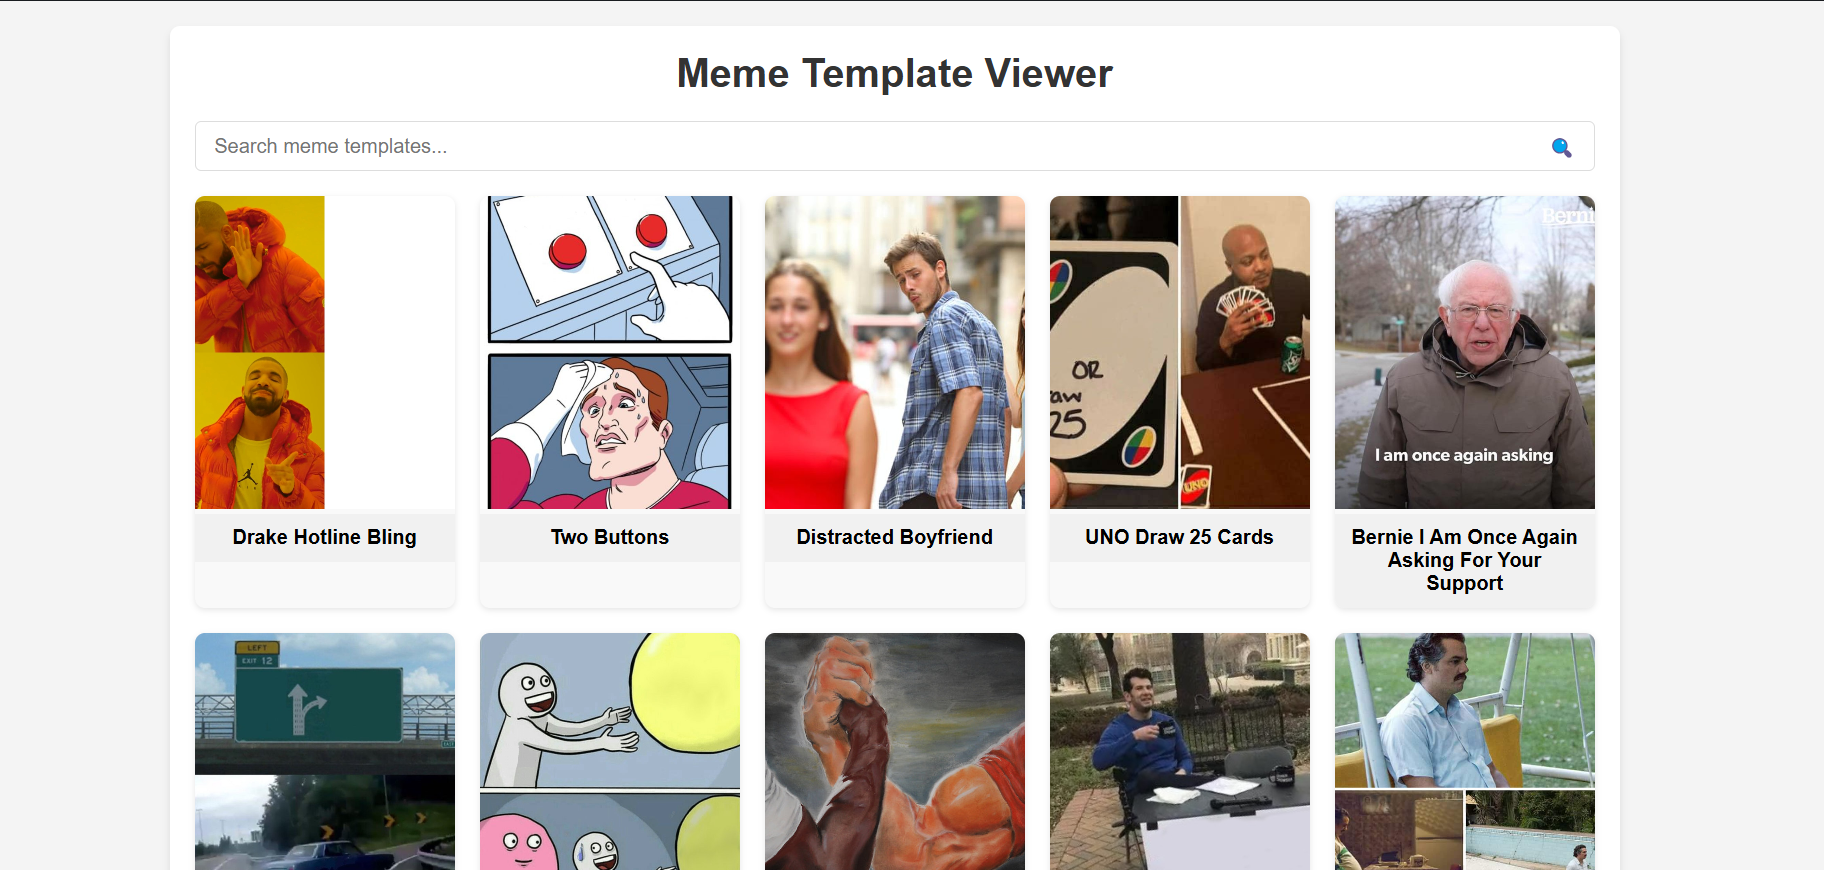 Meme Template Viewer
Search meme templates...
Berni
OR
aw
25
UNO
I am once again asking
Drake Hotline Bling
Two Buttons
Distracted Boyfriend
UNO Draw 25 Cards
Bernie I Am Once Again
Asking For Your
Support
LEFT
EXIT 12